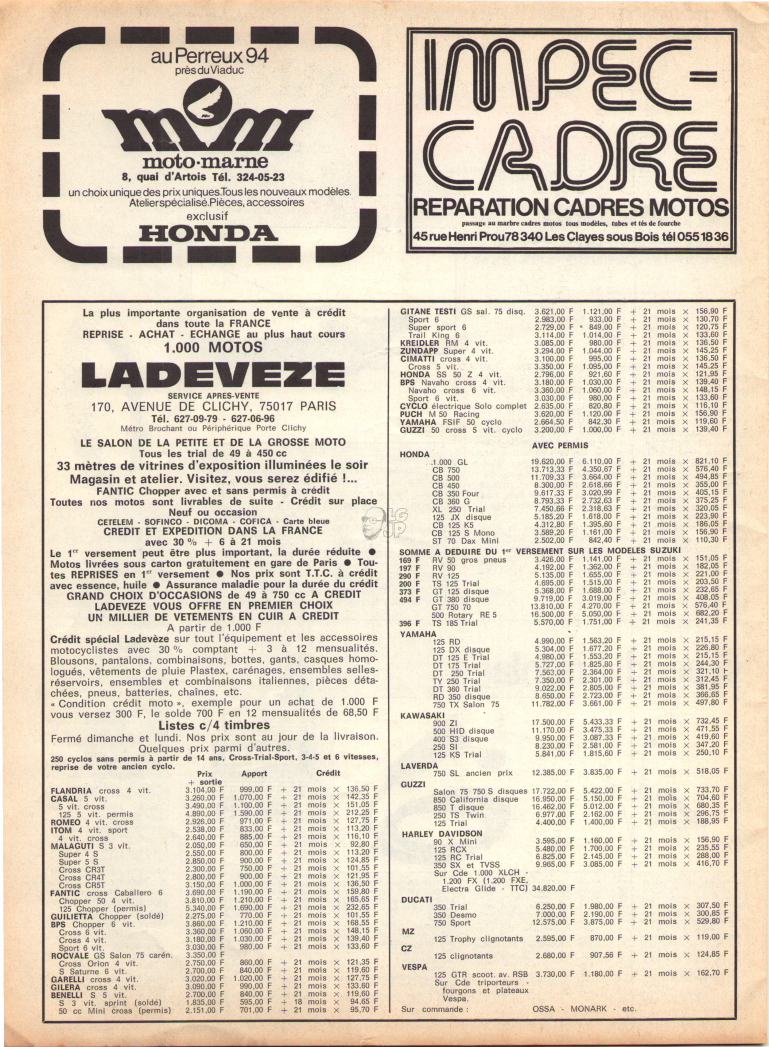 au Perreux 94
près du Viaduc
mm
moto·marne
8, quai d'Artois Tél. 324-05-23
un choix unique des prix uniques.Tous les nouveaux modèles.
Atelier spécialisé.Pièces, accessoires
exclusif
HONDA
IMPEC-
CADRE
REPARATION CADRES MOTOS
passage au marbre cadres motos tous modèles, tubes et tés de fourche
45 rue Henri Prou 78 340 Les Clayes sous Bois tél 055 18 36
La plus importante organisation de vente à crédit
dans toute la FRANCE
REPRISE - ACHAT - ECHANGE au plus haut cours
1.000 MOTOS
LADEVEZE
SERVICE APRES-VENTE
170, AVENUE DE CLICHY, 75017 PARIS
Tél. 627-09-79 - 627-06-96
Métro Brochant ou Périphérique Porte Clichy
LE SALON DE LA PETITE ET DE LA GROSSE MOTO
Tous les trial de 49 à 450 cc
33 mètres de vitrines d'exposition illuminées le soir
Magasin et atelier. Visitez, vous serez édifié !...
FANTIC Chopper avec et sans permis à crédit
Toutes nos motos sont livrables de suite - Crédit sur place
Neuf ou occasion
CETELEM - SOFINCO - DICOMA - COFICA - Carte bleue
CREDIT ET EXPEDITION DANS LA FRANCE
avec 30 % + 6 à 21 mois
Le 1er versement peut être plus important, la durée réduite ●
Motos livrées sous carton gratuitement en gare de Paris ● Tou-
tes REPRISES en 1er versement ● Nos prix sont T.T.C. à crédit
avec essence, huile ● Assurance maladie pour la durée du crédit
GRAND CHOIX D'OCCASIONS de 49 à 750 cc A CREDIT
LADEVEZE VOUS OFFRE EN PREMIER CHOIX
UN MILLIER DE VETEMENTS EN CUIR A CREDIT
A partir de 1.000 F
Crédit spécial Ladevèze sur tout l'équipement et les accessoires
motocyclistes avec 30 % comptant + 3 à 12 mensualités.
Blousons, pantalons, combinaisons, bottes, gants, casques homo-
logués, vêtements de pluie Plastex, carénages, ensembles selles-
réservoirs, ensembles et combinaisons italiennes, pièces déta-
chées, pneus, batteries, chaînes, etc.
« Condition crédit moto », exemple pour un achat de 1.000 F
vous versez 300 F, le solde 700 F en 12 mensualités de 68,50 F
Listes c/4 timbres
Fermé dimanche et lundi. Nos prix sont au jour de la livraison.
Quelques prix parmi d'autres.
250 cyclos sans permis à partir de 14 ans, Cross-Trial-Sport, 3-4-5 et 6 vitesses,
reprise de votre ancien cyclo.
Prix Apport Crédit
+ sortie
FLANDRIA cross 4 vit. 3.104,00 F 999,00 F + 21 mois × 136,50 F
CASAL 5 vit. 3.260,00 F 1.070,00 F + 21 mois × 142,35 F
5 vit. cross 3.490,00 F 1.100,00 F + 21 mois × 151,05 F
125 5 vit. permis 4.890,00 F 1.590,00 F + 21 mois × 212,25 F
ROMEO 4 vit. cross 2.926,00 F 971,00 F + 21 mois × 127,75 F
ITOM 4 vit. sport 2.538,00 F 833,00 F + 21 mois × 113,20 F
4 vit. cross 2.640,00 F 885,00 F + 21 mois × 116,10 F
MALAGUTI S 3 vit. 2.050,00 F 650,00 F + 21 mois × 92,80 F
Super 4 S 2.550,00 F 800,00 F + 21 mois × 113,20 F
Super 5 S 2.850,00 F 900,00 F + 21 mois × 124,85 F
Cross CR3T 2.300,00 F 750,00 F + 21 mois × 101,55 F
Cross CR4T 2.800,00 F 900,00 F + 21 mois × 121,95 F
Cross CR5T 3.150,00 F 1.000,00 F + 21 mois × 136,50 F
FANTIC cross Caballero 6 3.690,00 F 1.190,00 F + 21 mois × 159,80 F
Chopper 50 4 vit. 3.810,00 F 1.210,00 F + 21 mois × 165,65 F
125 Chopper (permis) 5.340,00 F 1.690,00 F + 21 mois × 232,65 F
GUILIETTA Chopper (soldé) 2.275,00 F 770,00 F + 21 mois × 101,55 F
BPS Chopper 6 vit. 3.860,00 F 1.210,00 F + 21 mois × 168,55 F
Cross 6 vit. 3.360,00 F 1.060,00 F + 21 mois × 148,15 F
Cross 4 vit. 3.180,00 F 1.030,00 F + 21 mois × 139,40 F
Sport 6 vit. 3.030,00 F 980,00 F + 21 mois × 133,60 F
ROCVALE GS Salon 75 carén. 3.350,00 F
Cross Orion 4 vit. 2.750,00 F 860,00 F + 21 mois × 121,35 F
S Saturne 6 vit. 2.700,00 F 840,00 F + 21 mois × 119,60 F
GARELLI cross 4 vit. 3.020,00 F 1.020,00 F + 21 mois × 127,75 F
GILERA cross 4 vit. 3.090,00 F 990,00 F + 21 mois × 133,60 F
BENELLI S 5 vit. 2.700,00 F 840,00 F + 21 mois × 119,60 F
S 3 vit. sprint (soldé) 1.835,00 F 595,00 F + 18 mois × 94,65 F
50 cc Mini cross (permis) 2.151,00 F 701,00 F + 21 mois × 95,70 F
GITANE TESTI GS sal. 75 disq. 3.621,00 F 1.121,00 F + 21 mois × 156,90 F
Sport 6 2.983,00 F 933,00 F + 21 mois × 130,70 F
Super sport 6 2.729,00 F 849,00 F + 21 mois × 120,75 F
Trail King 6 3.114,00 F 1.014,00 F + 21 mois × 133,60 F
KREIDLER RM 4 vit. 3.085,00 F 980,00 F + 21 mois × 136,50 F
ZUNDAPP Super 4 vit. 3.294,00 F 1.044,00 F + 21 mois × 145,25 F
CIMATTI cross 4 vit. 3.100,00 F 995,00 F + 21 mois × 136,50 F
Cross 5 vit. 3.350,00 F 1.095,00 F + 21 mois × 145,25 F
HONDA SS 50 Z 4 vit. 2.796,00 F 921,60 F + 21 mois × 121,95 F
BPS Navaho cross 4 vit. 3.180,00 F 1.030,00 F + 21 mois × 139,40 F
Navaho cross 6 vit. 3.360,00 F 1.060,00 F + 21 mois × 148,15 F
Sport 6 vit. 3.030,00 F 980,00 F + 21 mois × 133,60 F
CYCLO électrique Solo complet 2.635,00 F 820,80 F + 21 mois × 116,10 F
PUCH M 50 Racing 3.620,00 F 1.120,00 F + 21 mois × 156,90 F
YAMAHA FSIF 50 cyclo 2.664,50 F 842,30 F + 21 mois × 119,60 F
GUZZI 50 cross 5 vit. cyclo 3.200,00 F 1.000,00 F + 21 mois × 139,40 F
AVEC PERMIS
HONDA
1.000 GL 19.620,00 F 6.110,00 F + 21 mois × 821,10 F
CB 750 13.713,33 F 4.350,67 F + 21 mois × 576,40 F
CB 500 11.709,33 F 3.664,00 F + 21 mois × 494,85 F
CB 450 8.300,00 F 2.618,66 F + 21 mois × 355,00 F
CB 350 Four 9.617,33 F 3.020,99 F + 21 mois × 405,15 F
CB 360 G 8.793,33 F 2.732,63 F + 21 mois × 375,25 F
XL 250 Trial 7.450,66 F 2.318,63 F + 21 mois × 320,05 F
125 JX disque 5.185,20 F 1.618,00 F + 21 mois × 223,90 F
CB 125 K5 4.312,80 F 1.395,60 F + 21 mois × 186,05 F
CB 125 S Mono 3.589,20 F 1.161,00 F + 21 mois × 156,90 F
ST 70 Dax Mini 2.502,00 F 842,40 F + 21 mois × 110,30 F
SOMME A DEDUIRE DU 1er VERSEMENT SUR LES MODELES SUZUKI
169 F RV 50 gros pneus 3.426,00 F 1.141,00 F + 21 mois × 151,05 F
197 F RV 90 4.192,00 F 1.362,00 F + 21 mois × 182,05 F
290 F RV 125 5.135,00 F 1.655,00 F + 21 mois × 221,00 F
200 F TS 125 Trial 4.695,00 F 1.515,00 F + 21 mois × 203,50 F
373 F GT 125 disque 5.368,00 F 1.688,00 F + 21 mois × 232,65 F
494 F GT 380 disque 9.719,00 F 3.019,00 F + 21 mois × 408,05 F
GT 750 70 13.810,00 F 4.270,00 F + 21 mois × 576,40 F
500 Rotary RE 5 16.500,00 F 5.050,00 F + 21 mois × 682,20 F
396 F TS 185 Trial 5.570,00 F 1.751,00 F + 21 mois × 241,35 F
YAMAHA
125 RD 4.990,00 F 1.563,20 F + 21 mois × 215,15 F
125 DX disque 5.304,00 F 1.677,20 F + 21 mois × 226,80 F
DT 125 E Trial 4.980,00 F 1.553,20 F + 21 mois × 215,15 F
DT 175 Trial 5.727,00 F 1.825,80 F + 21 mois × 244,30 F
DT 250 Trial 7.563,00 F 2.364,00 F + 21 mois × 321,10 F
TY 250 Trial 7.350,00 F 2.301,00 F + 21 mois × 312,45 F
DT 360 Trial 9.022,00 F 2.805,00 F + 21 mois × 381,95 F
RD 350 disque 8.650,00 F 2.723,00 F + 21 mois × 366,65 F
750 TX Salon 75 11.782,00 F 3.661,00 F + 21 mois × 497,80 F
KAWASAKI
900 ZI 17.500,00 F 5.433,33 F + 21 mois × 732,45 F
500 HID disque 11.170,00 F 3.475,33 F + 21 mois × 471,55 F
400 S3 disque 9.950,00 F 3.087,33 F + 21 mois × 419,60 F
250 SI 8.230,00 F 2.581,00 F + 21 mois × 347,20 F
125 KS Trial 5.841,00 F 1.815,60 F + 21 mois × 250,10 F
LAVERDA
750 SL ancien prix 12.385,00 F 3.835,00 F + 21 mois × 518,05 F
GUZZI
Salon 75 750 S disques 17.722,00 F 5.422,00 F + 21 mois × 733,70 F
850 California disque 16.950,00 F 5.150,00 F + 21 mois × 704,60 F
850 T disque 16.462,00 F 5.012,00 F + 21 mois × 680,35 F
250 TS Twin 6.977,00 F 2.162,00 F + 21 mois × 296,75 F
125 Trial 4.400,00 F 1.400,00 F + 21 mois × 188,95 F
HARLEY DAVIDSON
90 X Mini 3.595,00 F 1.160,00 F + 21 mois × 156,90 F
125 RCX 5.480,00 F 1.700,00 F + 21 mois × 235,55 F
125 RC Trial 6.825,00 F 2.145,00 F + 21 mois × 288,00 F
350 SX et TVSS 9.965,00 F 3.085,00 F + 21 mois × 416,70 F
Sur Cde 1.000 XLCH -
1.200 FX (1.200 FXE,
Electra Glide - TTC) 34.820,00 F
DUCATI
350 Trial 6.250,00 F 1.980,00 F + 21 mois × 307,50 F
350 Desmo 7.000,00 F 2.190,00 F + 21 mois × 300,85 F
750 Sport 12.575,00 F 3.875,00 F + 21 mois × 529,80 F
MZ
125 Trophy clignotants 2.595,00 F 870,00 F + 21 mois × 119,00 F
CZ
125 clignotants 2.680,00 F 907,56 F + 21 mois × 124,85 F
VESPA
125 GTR scoot. av. RSB 3.730,00 F 1.180,00 F + 21 mois × 162,70 F
Sur Cde triporteurs -
fourgons et plateaux
Vespa.
Sur commande : OSSA - MONARK - etc.